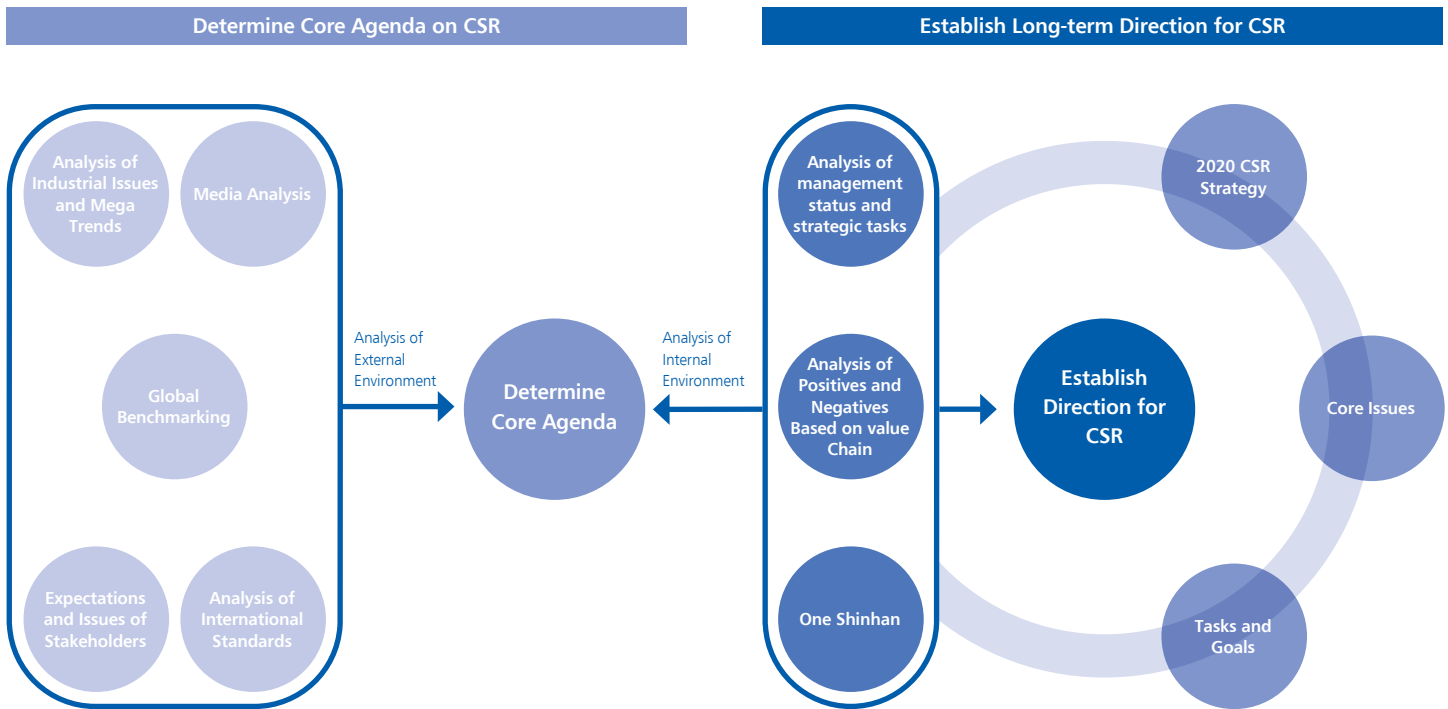 Determine Core Agenda on CSR
Analysis of
Industrial Issues
and Mega
Trends
Media Analysis
Global
Benchmarking
Expectations
and Issues of
Stakeholders
Analysis of
International
Standards
Analysis of
External
Environment
Determine
Core Agenda
Analysis of
Internal
Environment
Establish Long-term Direction for CSR
Analysis of
management
status and
strategic tasks
Analysis of
Positives and
Negatives
Based on value
Chain
One Shinhan
Establish
Direction for
CSR
2020 CSR
Strategy
Core Issues
Tasks and
Goals